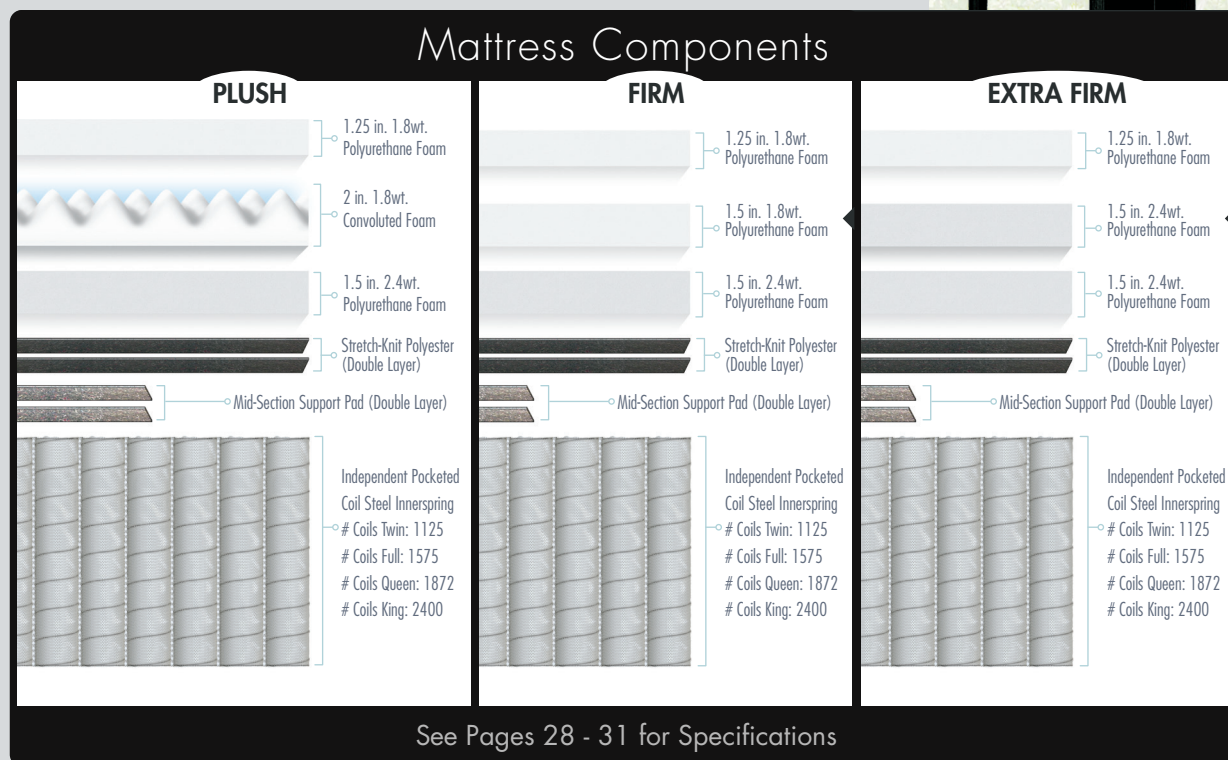 Mattress Components
PLUSH
1.25 in. 1.8wt.
Polyurethane Foam
2 in. 1.8wt.
Convoluted Foam
1.5 in. 2.4wt.
Polyurethane Foam
Stretch-Knit Polyester
(Double Layer)
Mid-Section Support Pad (Double Layer)
Independent Pocketed
Coil Steel Innerspring
# Coils Twin: 1125
# Coils Full: 1575
# Coils Queen: 1872
# Coils King: 2400
FIRM
1.25 in. 1.8wt.
Polyurethane Foam
1.5 in. 1.8wt.
Polyurethane Foam
1.5 in. 2.4wt.
Polyurethane Foam
Stretch-Knit Polyester
(Double Layer)
Mid-Section Support Pad (Double Layer)
Independent Pocketed
Coil Steel Innerspring
# Coils Twin: 1125
# Coils Full: 1575
# Coils Queen: 1872
# Coils King: 2400
EXTRA FIRM
1.25 in. 1.8wt.
Polyurethane Foam
1.5 in. 2.4wt.
Polyurethane Foam
1.5 in. 2.4wt.
Polyurethane Foam
Stretch-Knit Polyester
(Double Layer)
Mid-Section Support Pad (Double Layer)
Independent Pocketed
Coil Steel Innerspring
# Coils Twin: 1125
# Coils Full: 1575
# Coils Queen: 1872
# Coils King: 2400
See Pages 28 - 31 for Specifications